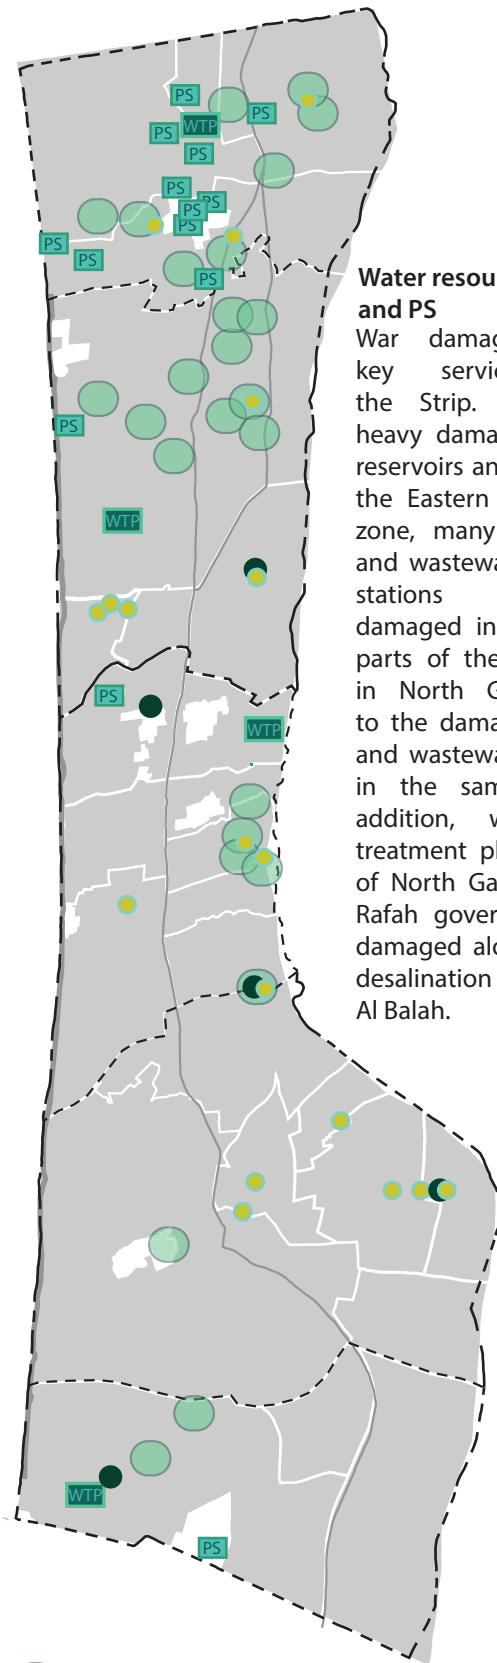 PS
PS
WTP
PS
PS
PS
PS
PS
PS
PS
PS
PS
Water resou
and PS
War damag
key servic
the Strip.
heavy dama
reservoirs an
the Eastern
zone, many
and wastewa
stations
damaged in
parts of the
in North G
to the dama
and wastewa
in the sam
addition, w
treatment pl
of North Ga
Rafah gover
damaged alo
desalination
Al Balah.
PS
WTP
PS
WTP
WTP
PS